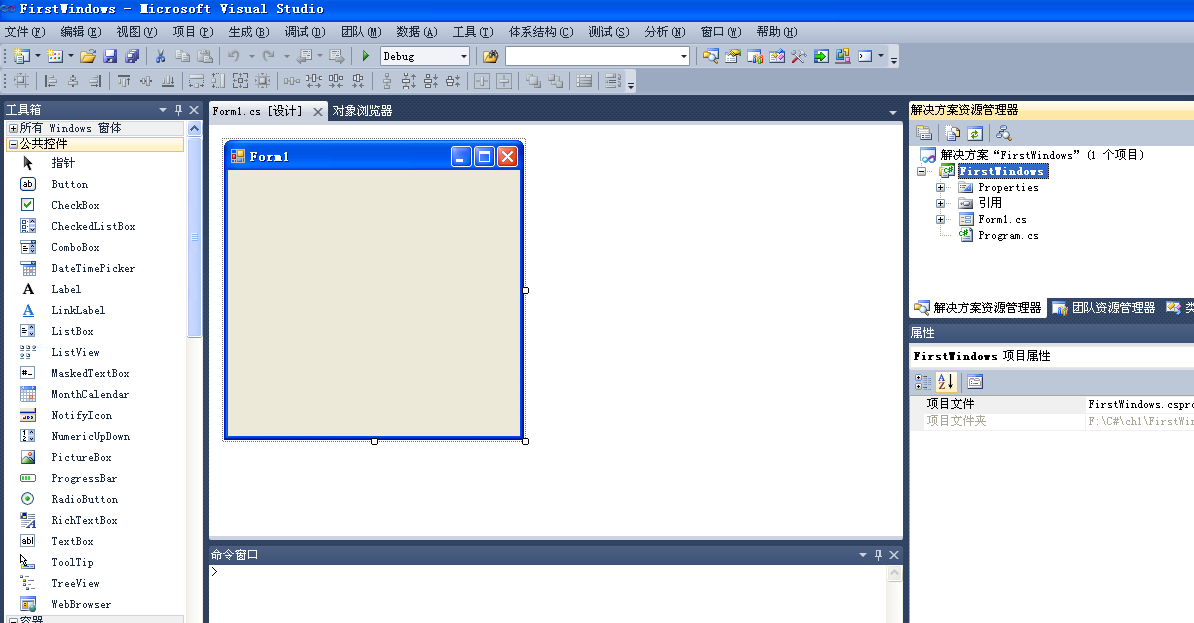 FirstWindows - Microsoft Visual Studio
文件(F) 编辑(E) 视图(V) 项目(P) 生成(B) 调试(D) 团队(M) 数据(A) 工具(T) 体系结构(C) 测试(S) 分析(N) 窗口(W) 帮助(H)
Debug
工具箱
所有 Windows 窗体
公共控件
指针
Button
CheckBox
CheckedListBox
ComboBox
DateTimePicker
Label
LinkLabel
ListBox
ListView
MaskedTextBox
MonthCalendar
NotifyIcon
NumericUpDown
PictureBox
ProgressBar
RadioButton
RichTextBox
TextBox
ToolTip
TreeView
WebBrowser
容器
Form1.cs [设计] 对象浏览器
Form1
命令窗口
>
解决方案资源管理器
解决方案“FirstWindows”(1 个项目)
FirstWindows
Properties
引用
Form1.cs
Program.cs
解决方案资源管理器 团队资源管理器 类
属性
FirstWindows 项目属性
项目文件 FirstWindows.cspro
项目文件夹 F:\C#\ch1\FirstWin